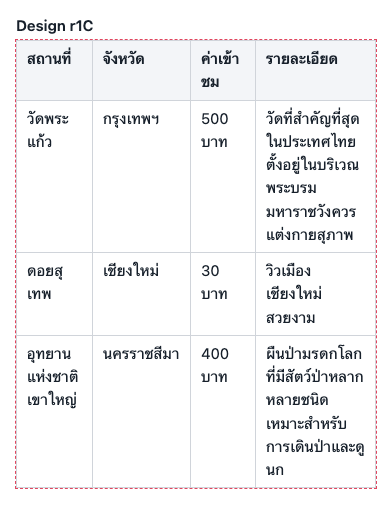 Design r1C
สถานที่
จังหวัด
ค่าเข้า
ชม
รายละเอียด
วัดพระ
แก้ว
กรุงเทพฯ
500
บาท
วัดที่สำคัญที่สุด
ในประเทศไทย
ตั้งอยู่ในบริเวณ
พระบรม
มหาราชวังควร
แต่งกายสุภาพ
ดอยสุ
เทพ
เชียงใหม่
30
บาท
วิวเมือง
เชียงใหม่
สวยงาม
อุทยาน
แห่งชาติ
เขาใหญ่
นครราชสีมา
400
บาท
ผืนป่ามรดกโลก
ที่มีสัตว์ป่าหลาก
หลายชนิด
เหมาะสำหรับ
การเดินป่าและดู
นก